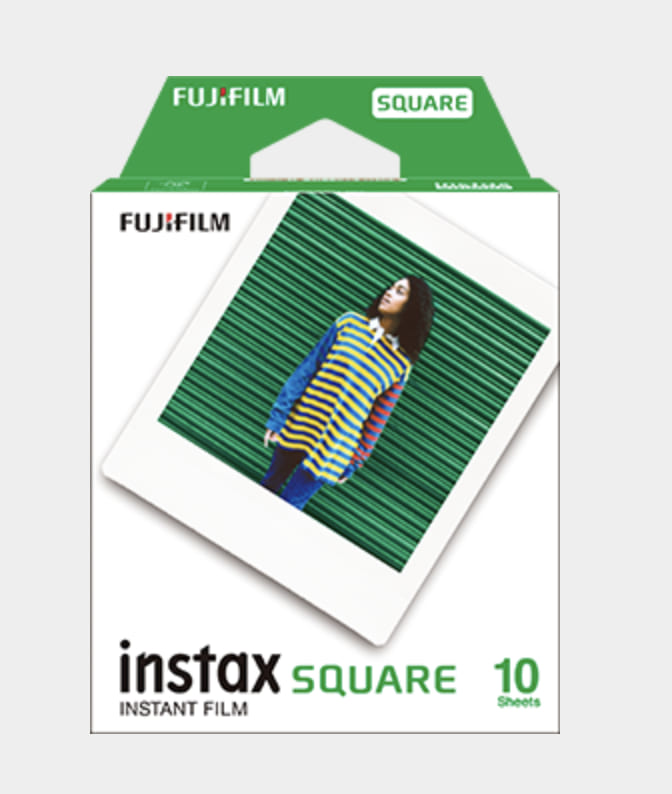 FUJIFILM
SQUARE
FUJIFILM
instax SQUARE
10
Sheets
INSTANT FILM